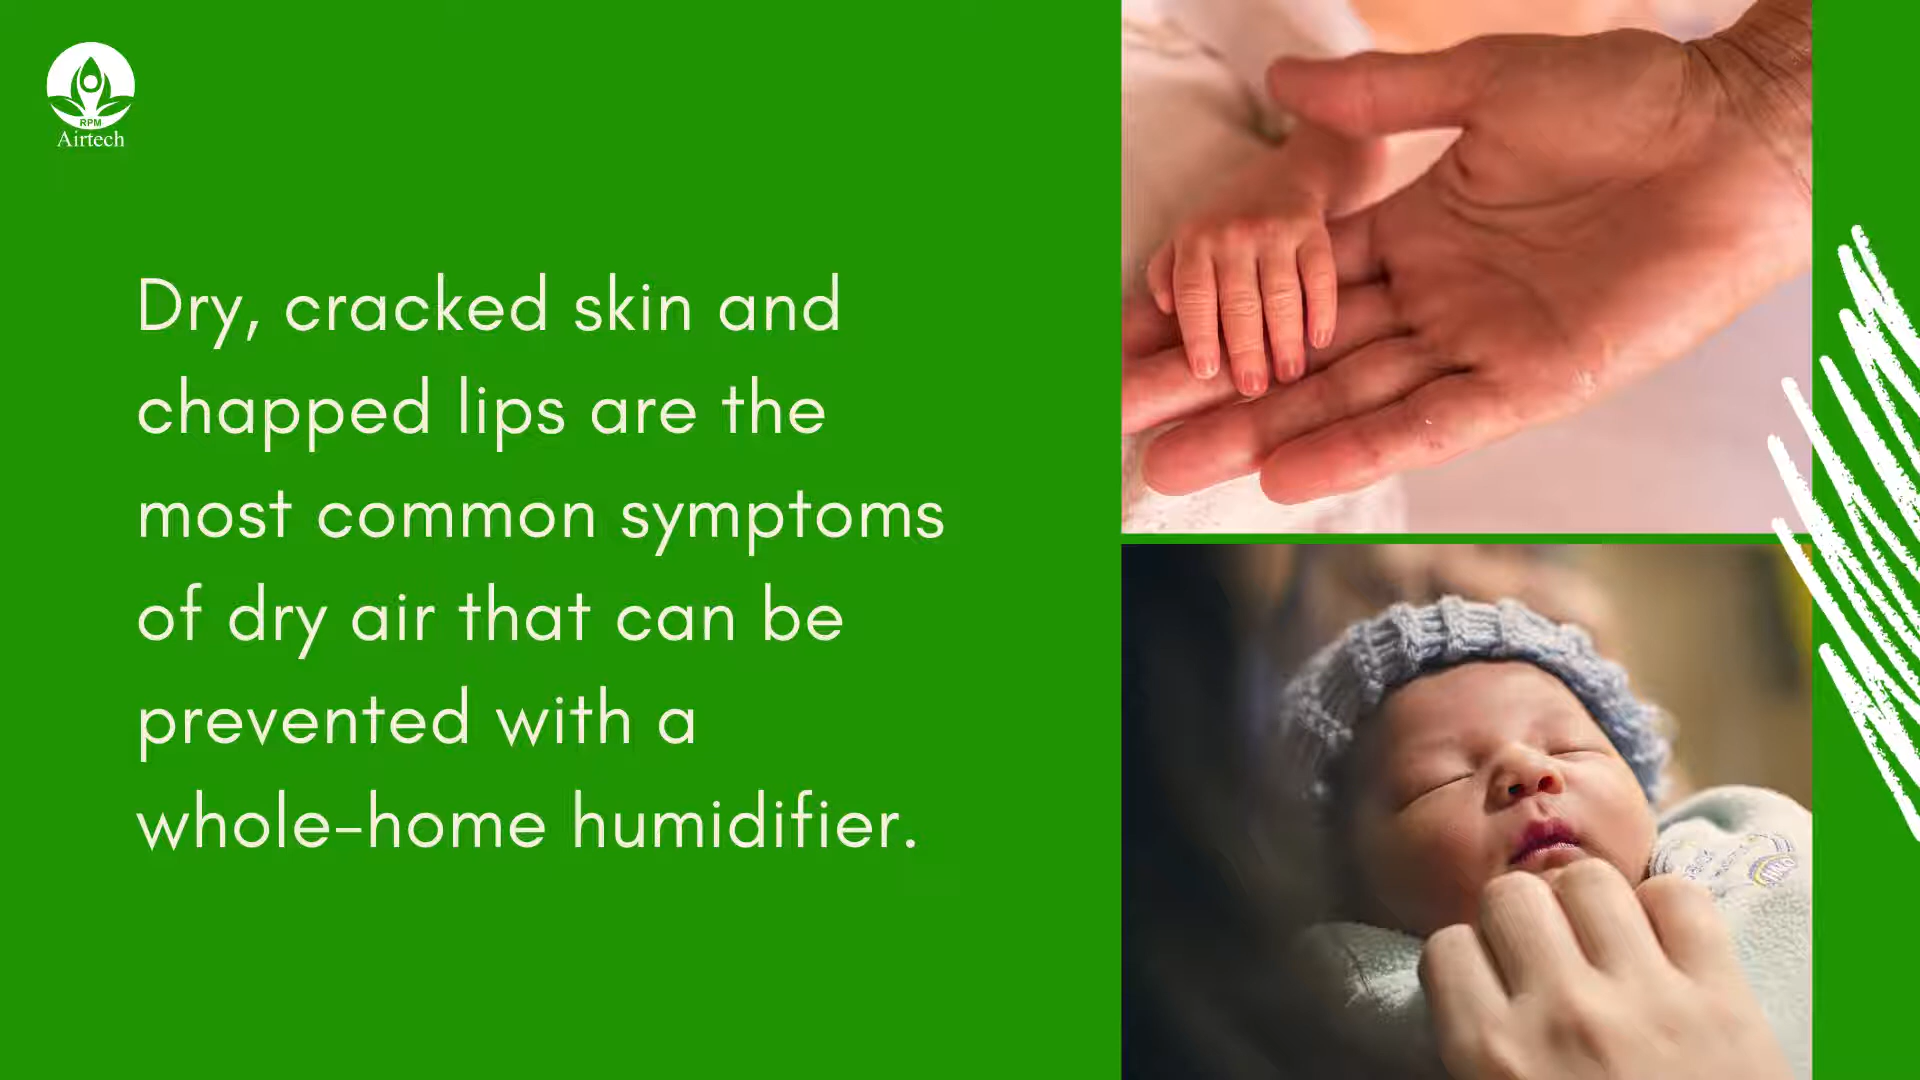 RPM
Airtech
Dry, cracked skin and
chapped lips are the
most common symptoms
of dry air that can be
prevented with a
whole-home humidifier.